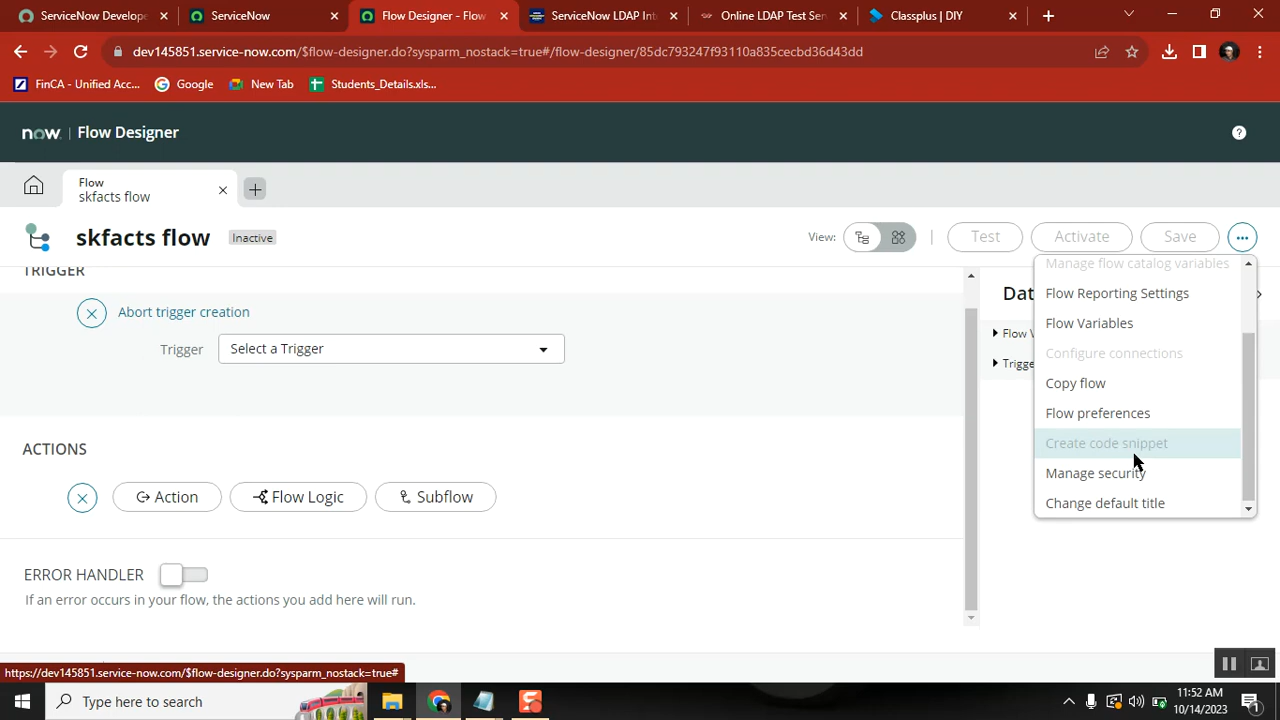 ServiceNow Develope
ServiceNow
Flow Designer - Flow
ServiceNow LDAP Int
Online LDAP Test Ser
Classplus | DIY
dev145851.service-now.com/$flow-designer.do?sysparm_nostack=true#/flow-designer/85dc793247f93110a835cecbd36d43dd
FinCA - Unified Acc...
Google
New Tab
Students_Details.xls...
now. | Flow Designer
Flow
skfacts flow
skfacts flow
Inactive
View:
Test
Activate
Save
TRIGGER
Abort trigger creation
Trigger
Select a Trigger
ACTIONS
Action
Flow Logic
Subflow
ERROR HANDLER
If an error occurs in your flow, the actions you add here will run.
Dat
Flow V
Trigge
Manage flow catalog variables
Flow Reporting Settings
Flow Variables
Configure connections
Copy flow
Flow preferences
Create code snippet
Manage security
Change default title
https://dev145851.service-now.com/$flow-designer.do?sysparm_nostack=true#
Type here to search
11:52 AM
10/14/2023
1